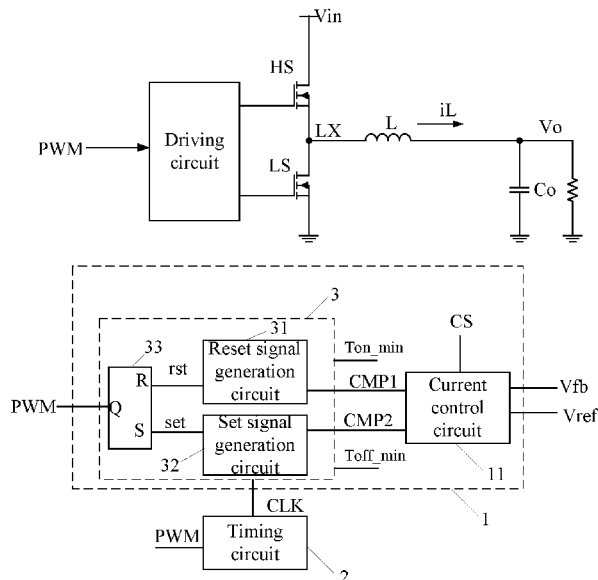 Vin
HS
PWM
Driving
circuit
LX
L
iL
Vo
LS
Co
3
31
33
Reset signal
generation
circuit
Ton_min
CS
R
rst
CMP1
Vfb
PWM
Q
Current
control
circuit
Vref
S
set
Set signal
generation
circuit
CMP2
32
Toff_min
11
CLK
1
PWM
Timing
circuit
2